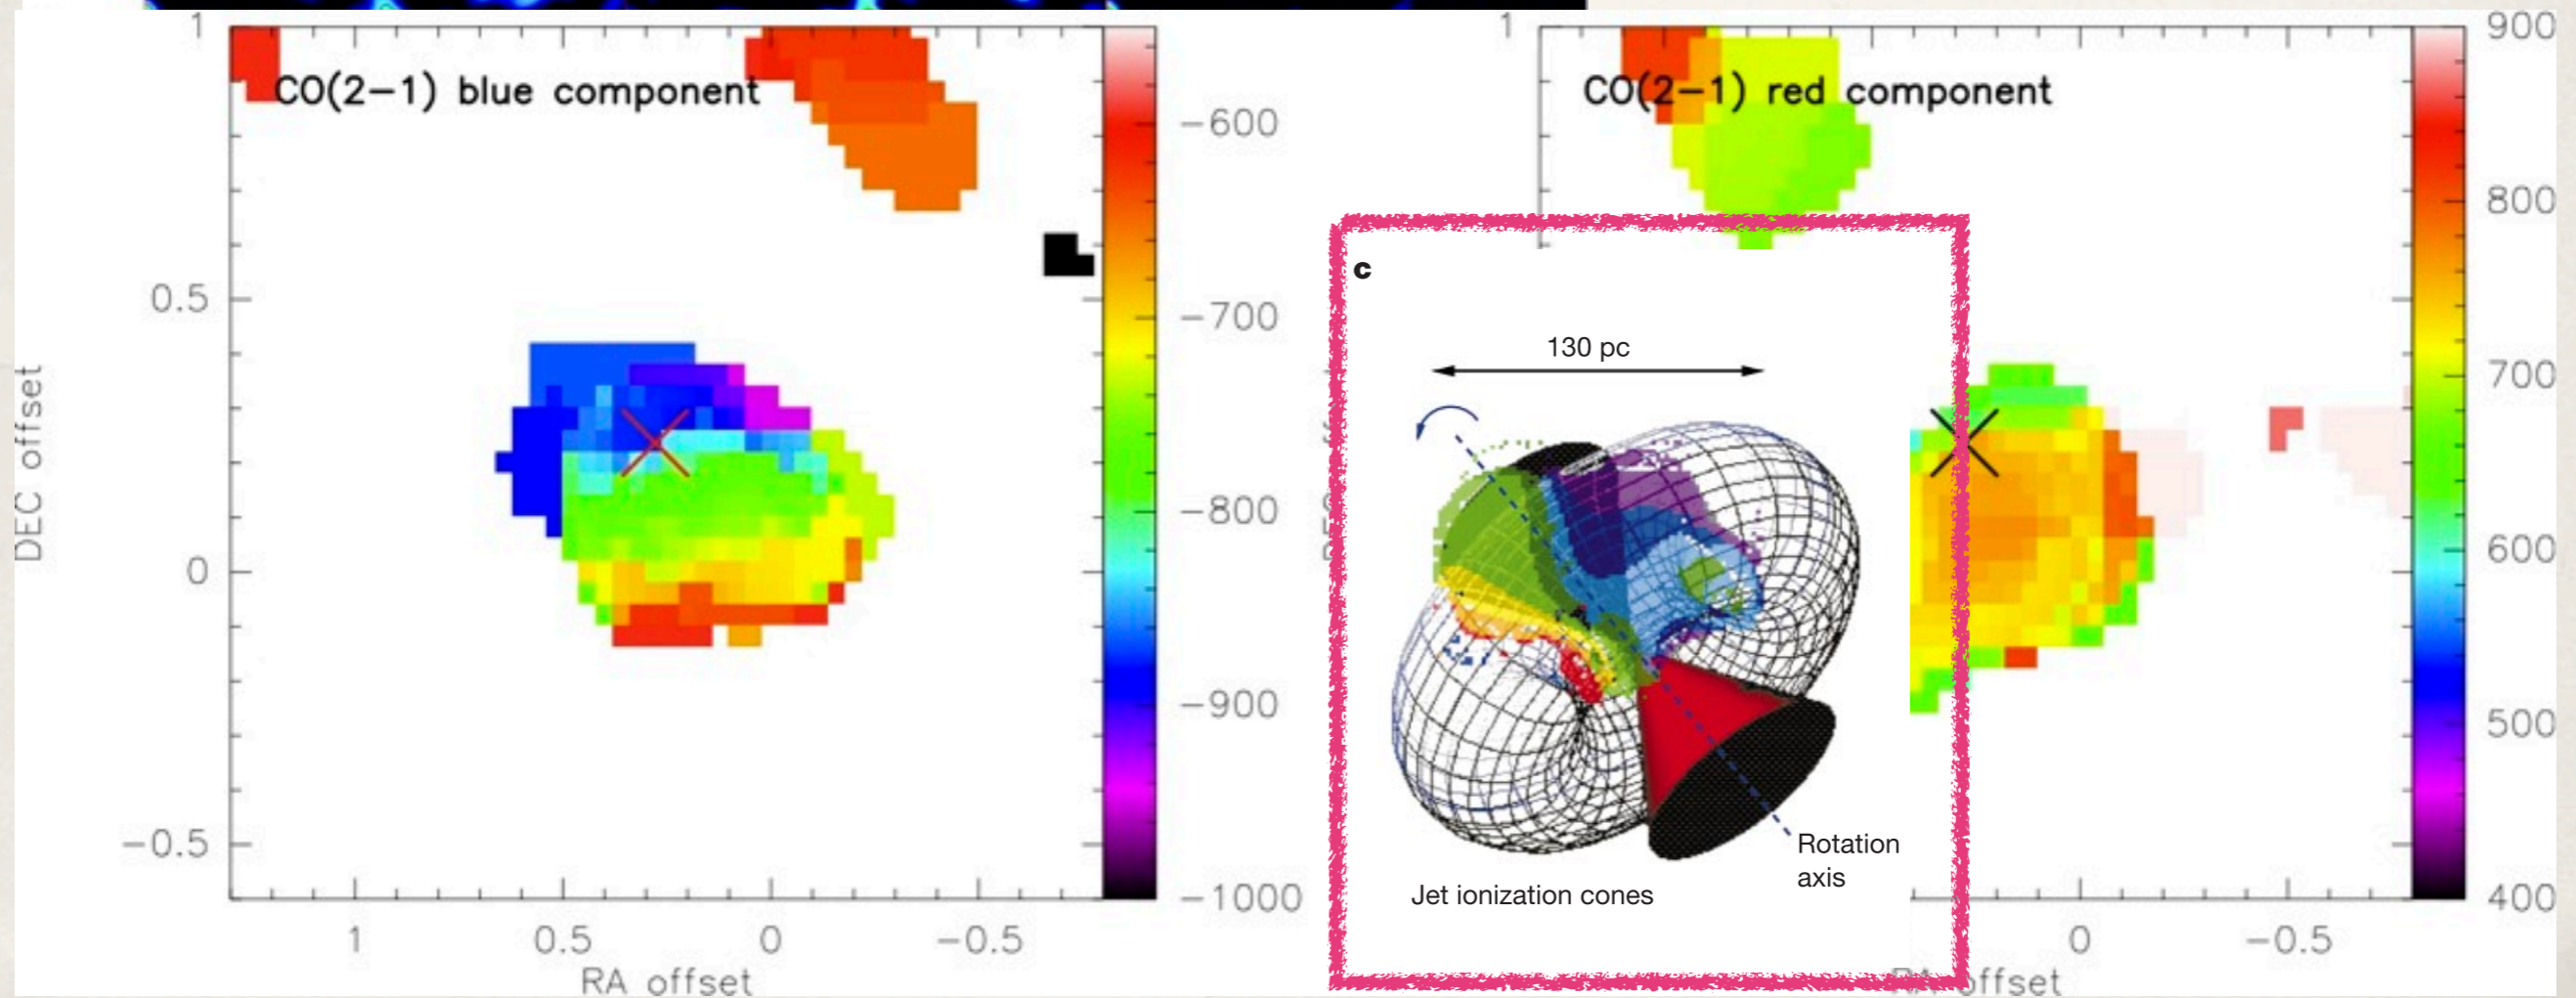 1
CO(2−1) blue component
−600
0.5
−700
DEC offset
−800
0
−900
−0.5
−1000
1
0.5
0
−0.5
RA offset
1
CO(2−1) red component
900
800
700
600
500
400
0
−0.5
offset
c
130 pc
Rotation
axis
Jet ionization cones